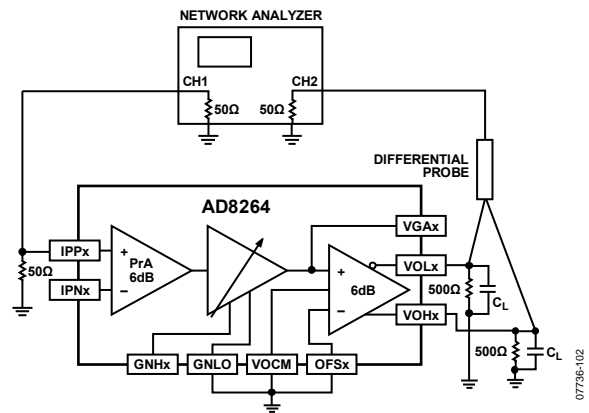 NETWORK ANALYZER
CH1
CH2
50Ω
50Ω
DIFFERENTIAL
PROBE
AD8264
VGAx
IPPx
+
PrA
6dB
–
+
6dB
–
VOLx
50Ω
IPNx
500Ω
CL
VOHx
500Ω
CL
GNHx
GNLO
VOCM
OFSx
07736-102